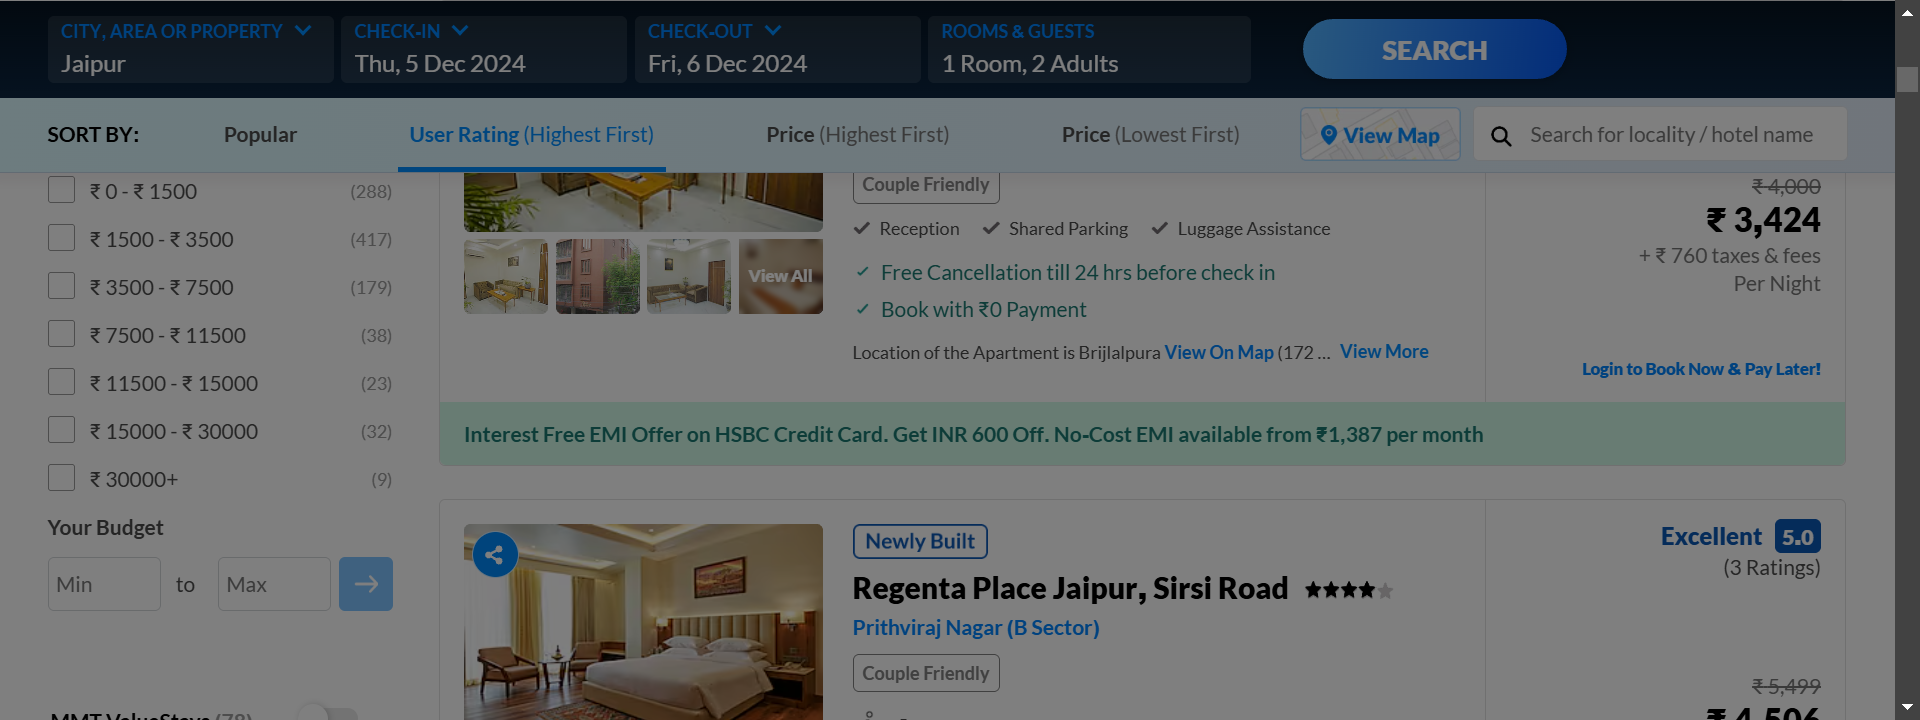 CITY, AREA OR PROPERTY
Jaipur
CHECK-IN
Thu, 5 Dec 2024
CHECK-OUT
Fri, 6 Dec 2024
ROOMS & GUESTS
1 Room, 2 Adults
SEARCH
SORT BY:
Popular
User Rating (Highest First)
Price (Highest First)
Price (Lowest First)
View Map
Search for locality / hotel name
₹ 0 - ₹ 1500 (288)
₹ 1500 - ₹ 3500 (417)
₹ 3500 - ₹ 7500 (179)
₹ 7500 - ₹ 11500 (38)
₹ 11500 - ₹ 15000 (23)
₹ 15000 - ₹ 30000 (32)
₹ 30000+ (9)
Your Budget
Min to Max
MMT ValueStays (78)
View All
Couple Friendly
Reception Shared Parking Luggage Assistance
Free Cancellation till 24 hrs before check in
Book with ₹0 Payment
Location of the Apartment is Brijlalpura View On Map (172 ... View More
₹ 4,000
₹ 3,424
+ ₹ 760 taxes & fees
Per Night
Login to Book Now & Pay Later!
Interest Free EMI Offer on HSBC Credit Card. Get INR 600 Off. No-Cost EMI available from ₹1,387 per month
Newly Built
Regenta Place Jaipur, Sirsi Road
Prithviraj Nagar (B Sector)
Couple Friendly
Excellent 5.0
(3 Ratings)
₹ 5,499
₹ 4,506